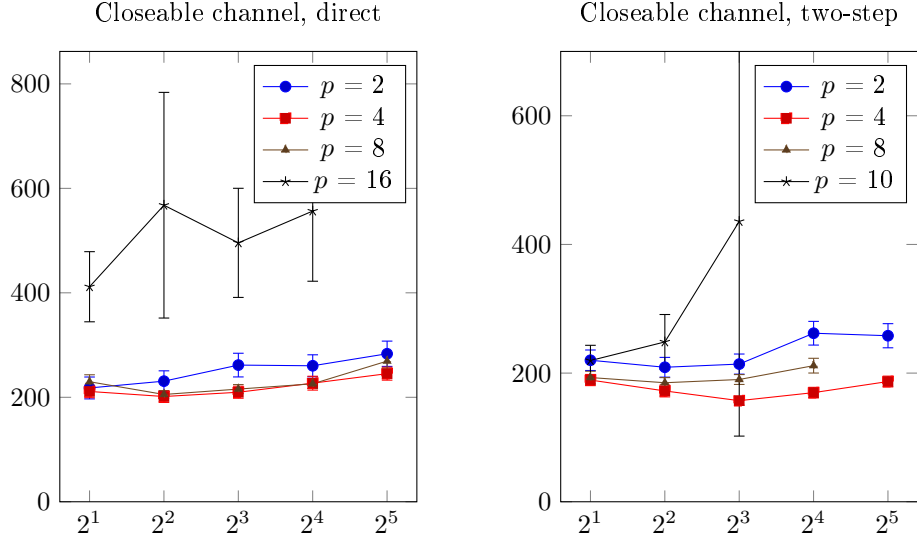 Closeable channel, direct
800
600
400
200
0
2^1 2^2 2^3 2^4 2^5
p = 2
p = 4
p = 8
p = 16
Closeable channel, two-step
600
400
200
0
2^1 2^2 2^3 2^4 2^5
p = 2
p = 4
p = 8
p = 10